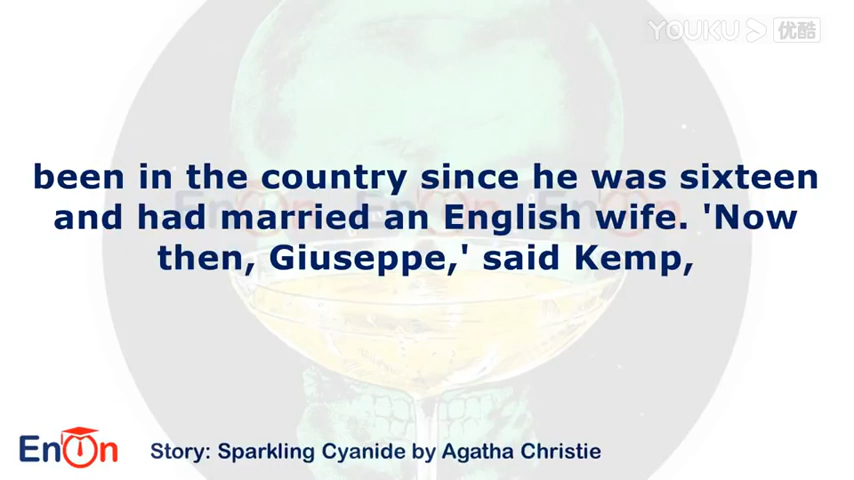 YOUKU 优酷
been in the country since he was sixteen
and had married an English wife. 'Now
then, Giuseppe,' said Kemp,
EnOn
Story: Sparkling Cyanide by Agatha Christie